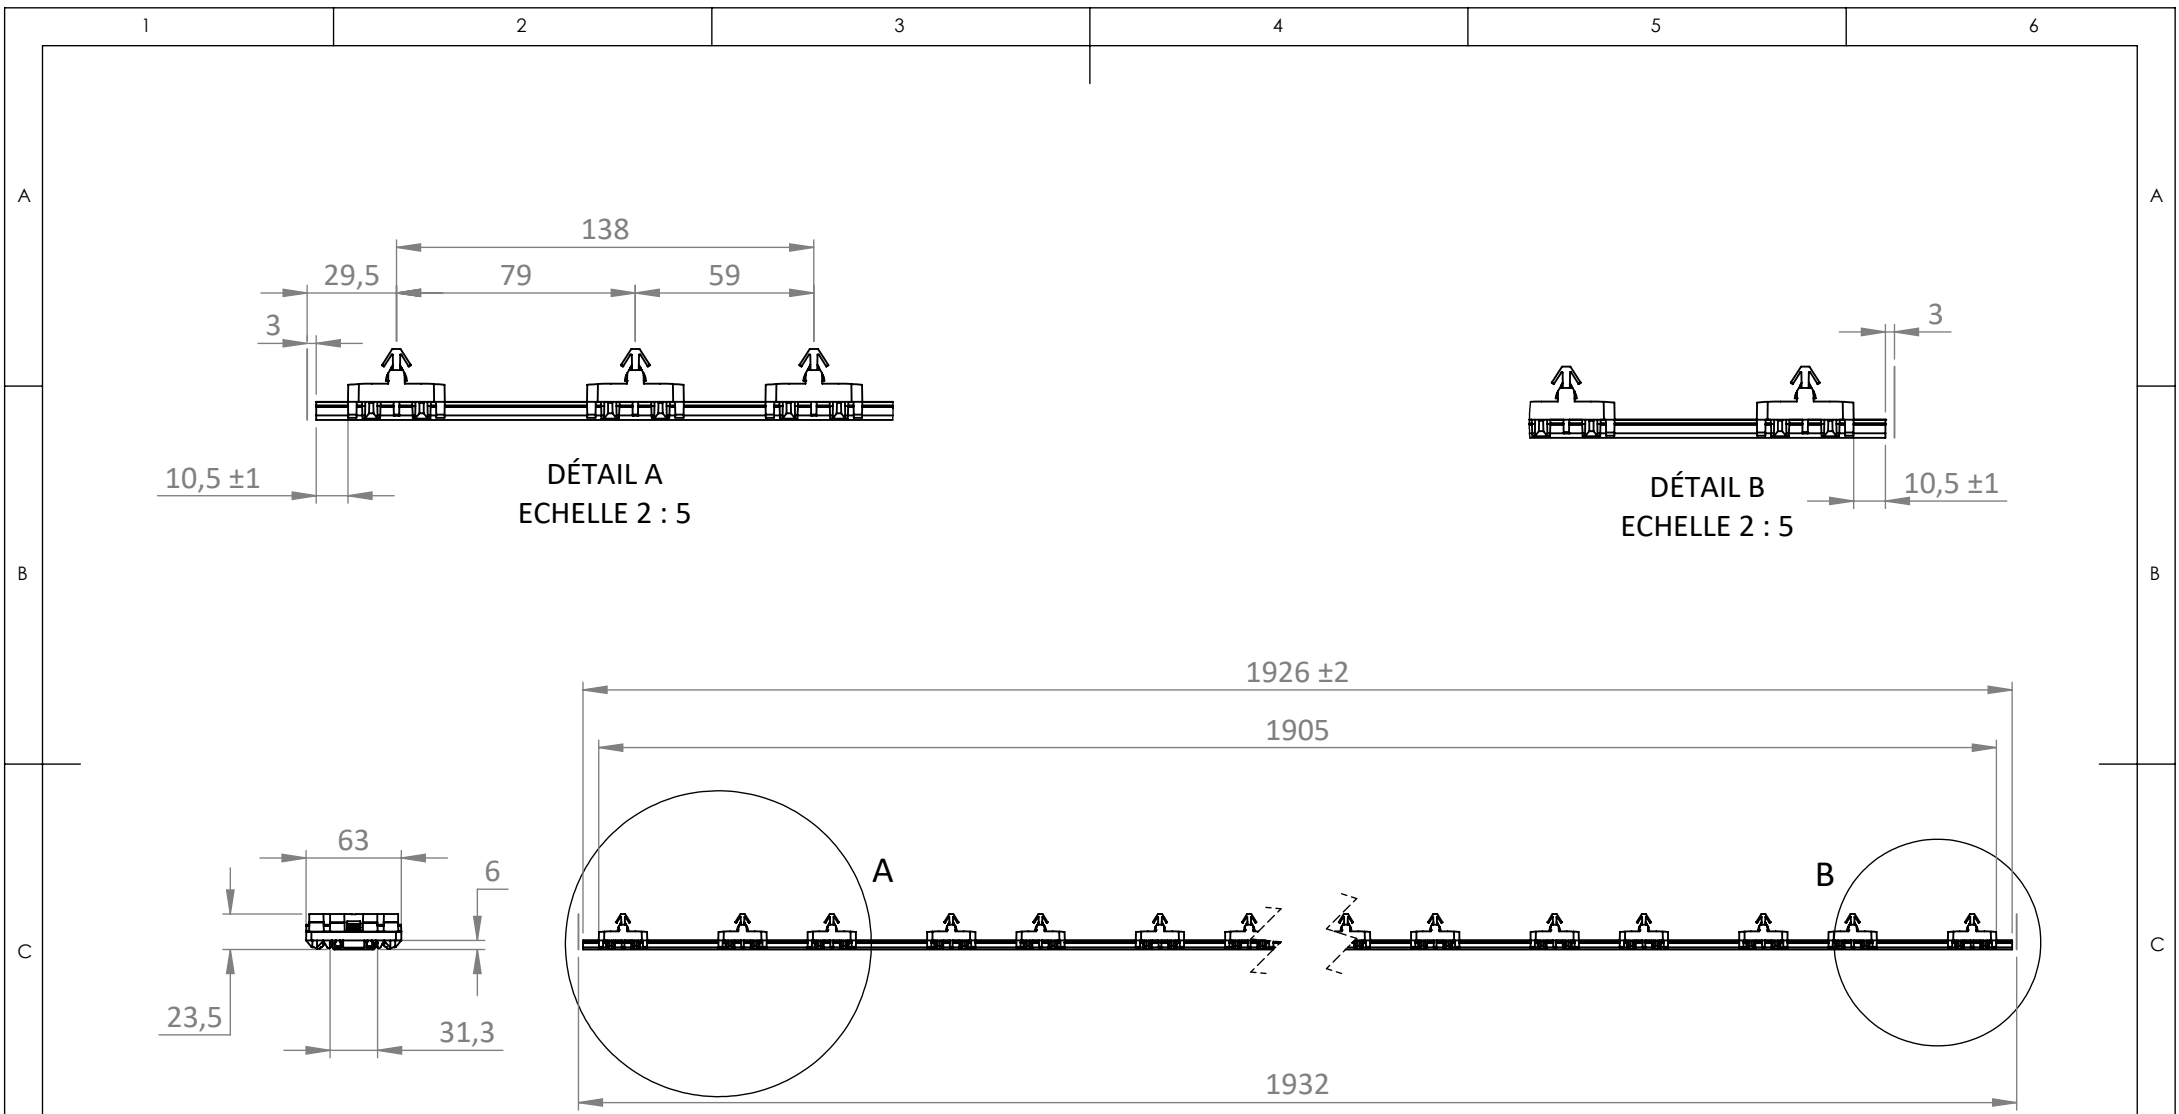 1 2 3 4 5 6
A A
138
29,5 79 59
3 3
10,5 ±1
DÉTAIL A
ECHELLE 2 : 5
10,5 ±1
DÉTAIL B
ECHELLE 2 : 5
B B
1926 ±2
1905
63
6
A B
C C
23,5
31,3
1932